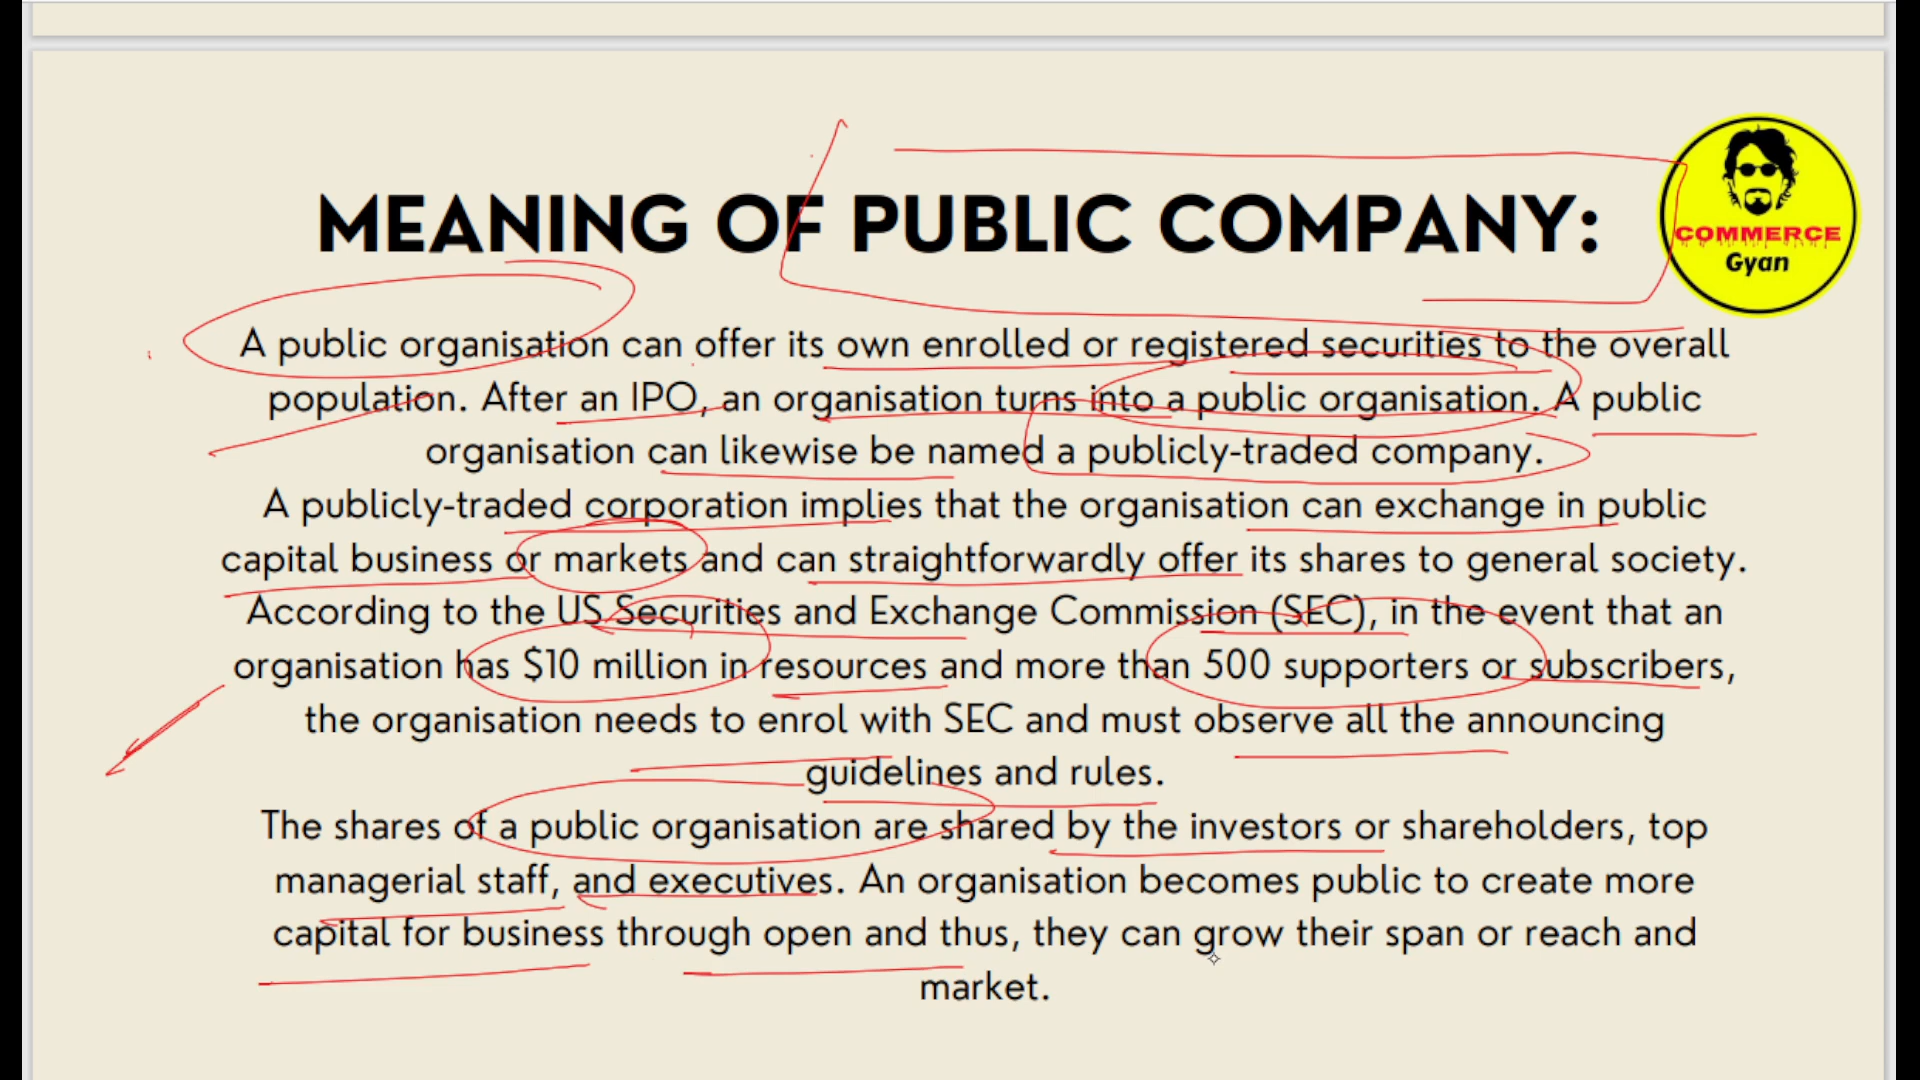 MEANING OF PUBLIC COMPANY:
COMMERCE
Gyan
A public organisation can offer its own enrolled or registered securities to the overall
population. After an IPO, an organisation turns into a public organisation. A public
organisation can likewise be named a publicly-traded company.
A publicly-traded corporation implies that the organisation can exchange in public
capital business or markets and can straightforwardly offer its shares to general society.
According to the US Securities and Exchange Commission (SEC), in the event that an
organisation has $10 million in resources and more than 500 supporters or subscribers,
the organisation needs to enrol with SEC and must observe all the announcing
guidelines and rules.
The shares of a public organisation are shared by the investors or shareholders, top
managerial staff, and executives. An organisation becomes public to create more
capital for business through open and thus, they can grow their span or reach and
market.